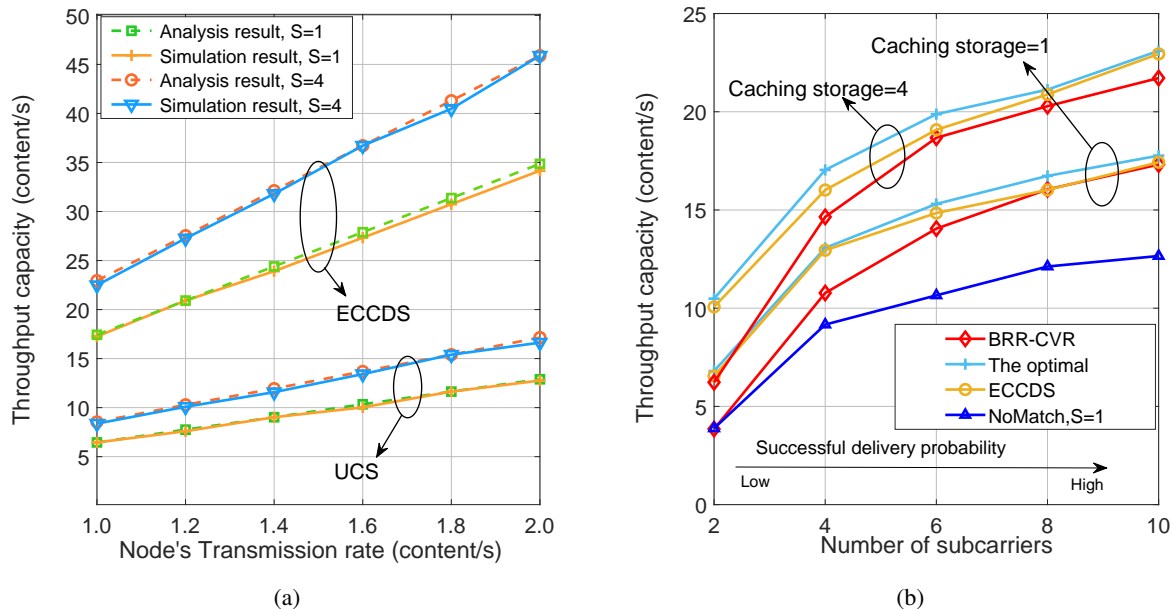 50
45
40
35
30
25
20
15
10
5
Throughput capacity (content/s)
Analysis result, S=1
Simulation result, S=1
Analysis result, S=4
Simulation result, S=4
ECCDS
UCS
1.0 1.2 1.4 1.6 1.8 2.0
Node's Transmission rate (content/s)
(a)
25
20
15
10
5
0
Throughput capacity (content/s)
Caching storage=1
Caching storage=4
BRR-CVR
The optimal
ECCDS
NoMatch,S=1
Successful delivery probability
Low High
2 4 6 8 10
Number of subcarriers
(b)